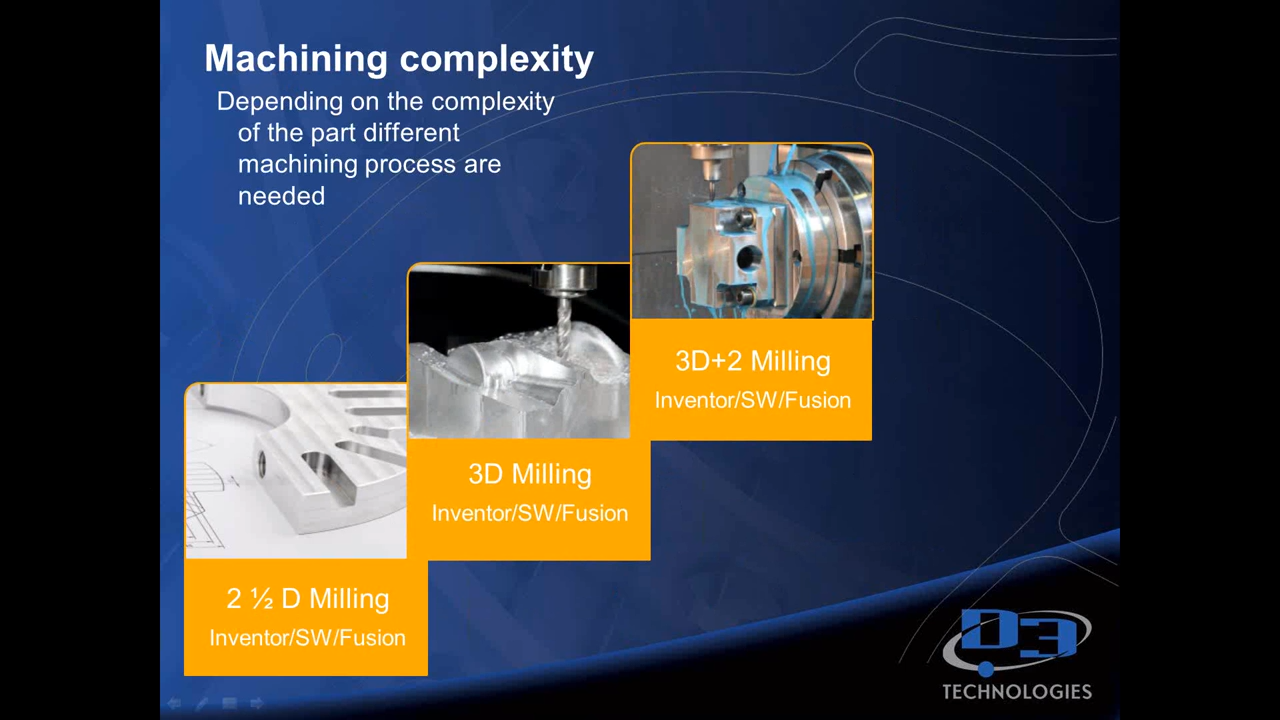 Machining complexity
Depending on the complexity
of the part different
machining process are
needed
3D+2 Milling
Inventor/SW/Fusion
3D Milling
Inventor/SW/Fusion
2 ½ D Milling
Inventor/SW/Fusion
D3
TECHNOLOGIES